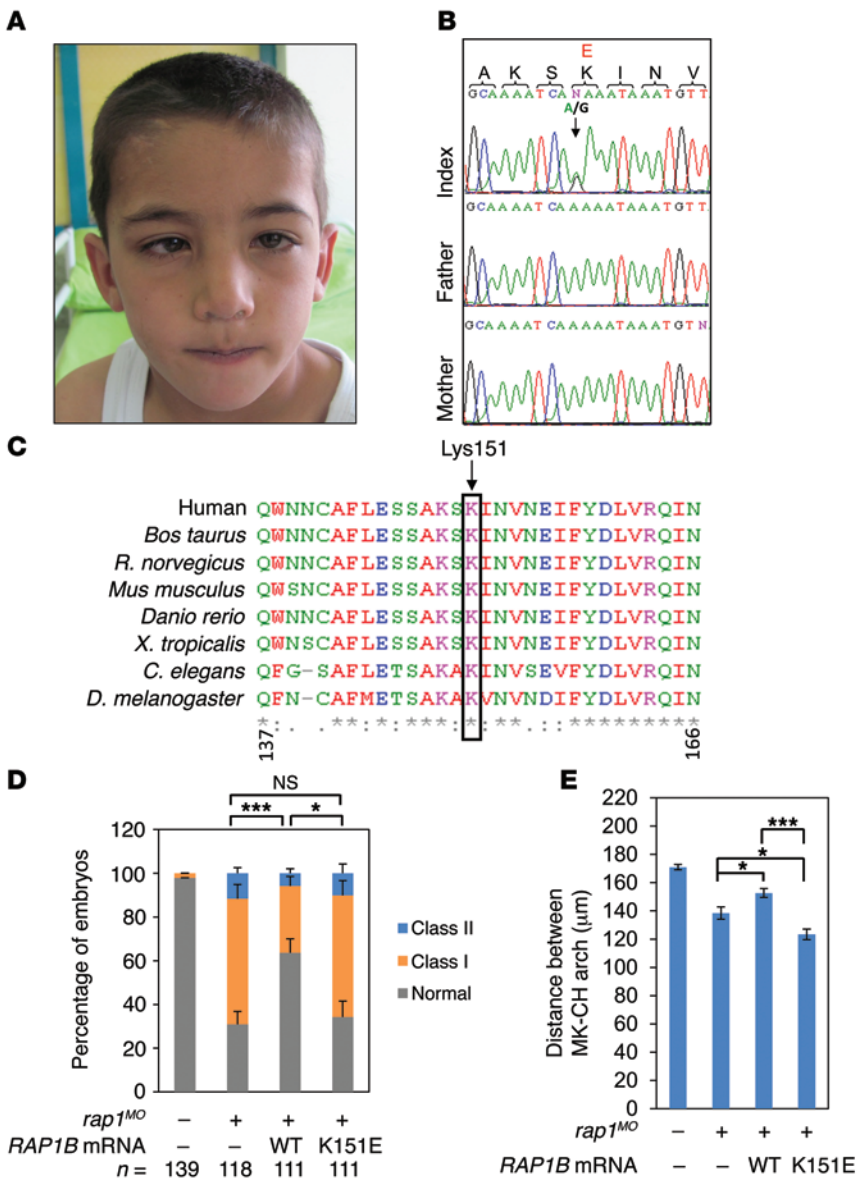 A
B
E
A K S K I N V
GCAAAATCANAAATAAATGTT
A/G
Index
GCAAAATCAAAAATAAATGTT
Father
GCAAAATCAAAAATAAATGTN
Mother
C
Lys151
Human QWNNCAFLESSAKSKINVNEIFYDLVRQIN
Bos taurus QWNNCAFLESSAKSKINVNEIFYDLVRQIN
R. norvegicus QWNNCAFLESSAKSKINVNEIFYDLVRQIN
Mus musculus QWSNCAFLESSAKSKINVNEIFYDLVRQIN
Danio rerio QWNNCAFLESSAKSKINVNEIFYDLVRQIN
X. tropicalis QWNSCAFLESSAKSKINVNEIFYDLVRQIN
C. elegans QFG-SAFLETSAKAKINVSEVFYDLVRQIN
D. melanogaster QFN-CAFMETSAKAKVNVNDIFYDLVRQIN
*:. .**:*:****.*:**.::*********
137 166
D
NS
*** *
120
100
80
60
40
20
0
Percentage of embryos
Class II
Class I
Normal
rap1MO – + + +
RAP1B mRNA – – WT K151E
n = 139 118 111 111
E
***
*
*
220
200
180
160
140
120
100
80
60
40
20
0
Distance between
MK-CH arch (μm)
rap1MO – + + +
RAP1B mRNA – – WT K151E